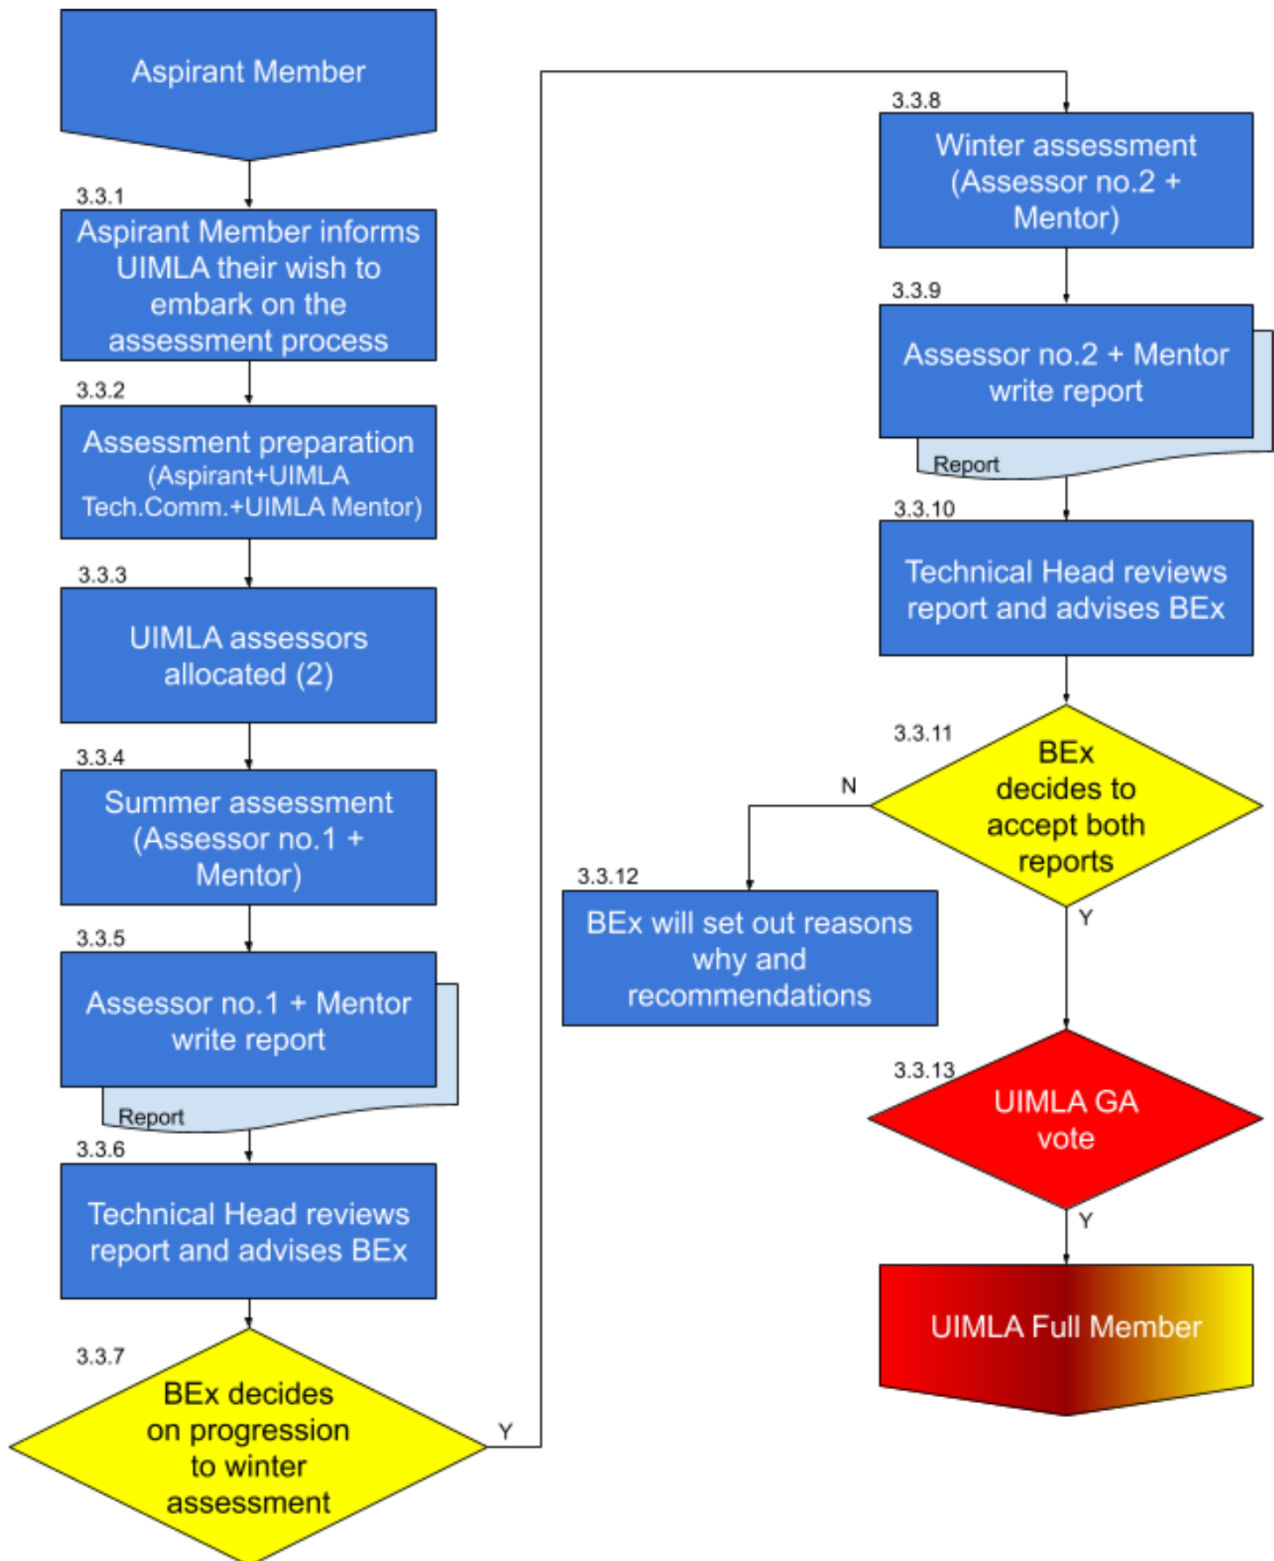 Aspirant Member
3.3.1
Aspirant Member informs
UIMLA their wish to
embark on the
assessment process
3.3.2
Assessment preparation
(Aspirant+UIMLA
Tech.Comm.+UIMLA Mentor)
3.3.3
UIMLA assessors
allocated (2)
3.3.4
Summer assessment
(Assessor no.1 +
Mentor)
3.3.5
Assessor no.1 + Mentor
write report
Report
3.3.6
Technical Head reviews
report and advises BEx
3.3.7
BEx decides
on progression
to winter
assessment
Y
3.3.8
Winter assessment
(Assessor no.2 +
Mentor)
3.3.9
Assessor no.2 + Mentor
write report
Report
3.3.10
Technical Head reviews
report and advises BEx
3.3.11
BEx
decides to
accept both
reports
N
3.3.12
BEx will set out reasons
why and
recommendations
Y
3.3.13
UIMLA GA
vote
Y
UIMLA Full Member